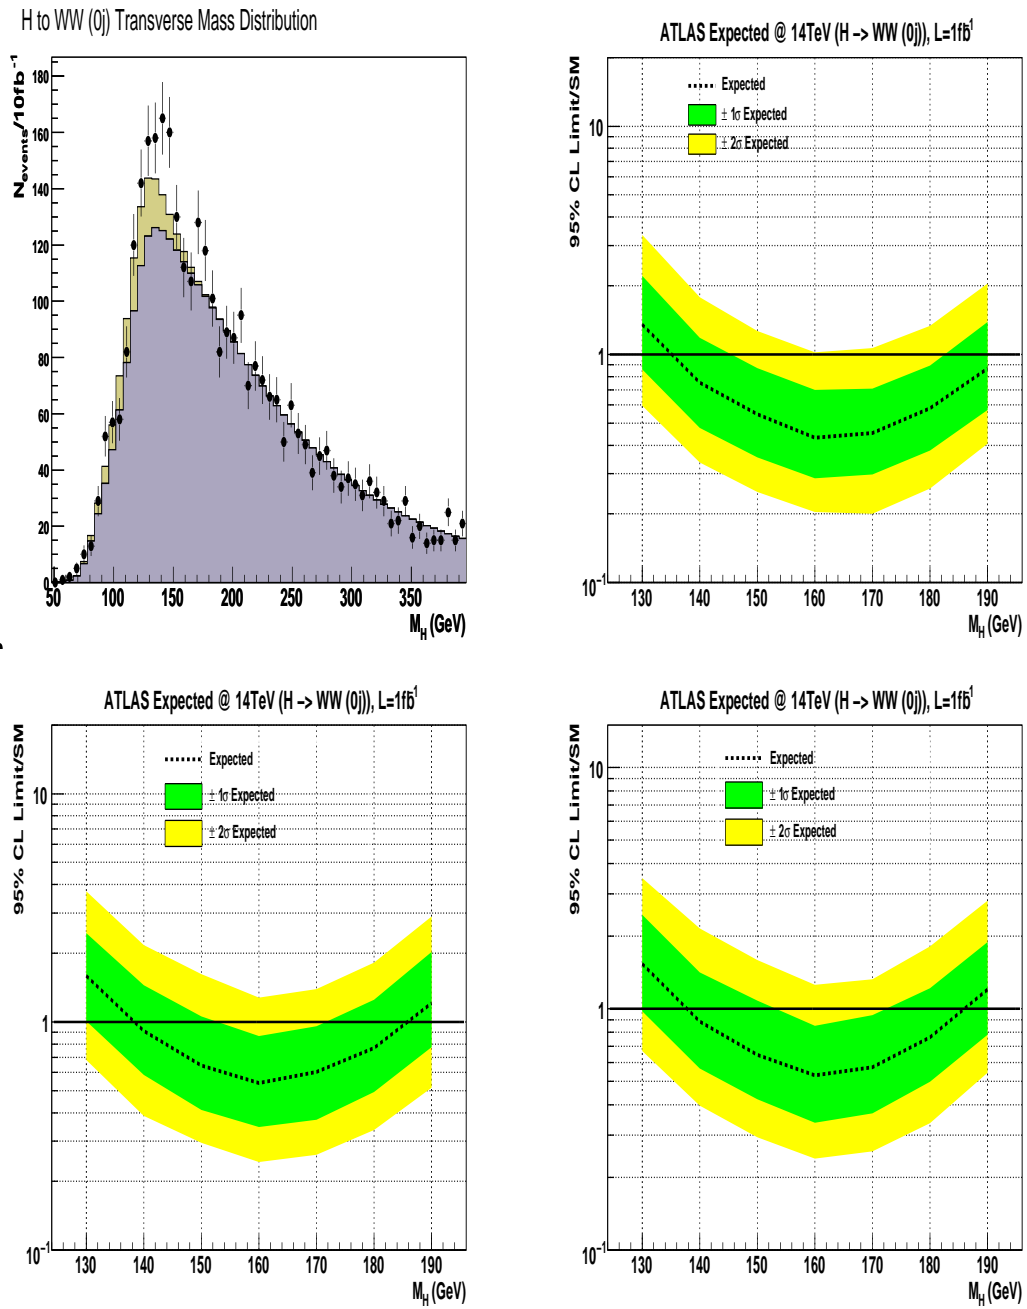 H to WW (0j) Transverse Mass Distribution
N events/10fb⁻¹
180
160
140
120
100
80
60
40
20
0
50 100 150 200 250 300 350
M_H (GeV)
ATLAS Expected @ 14TeV (H -> WW (0j)), L=1fb⁻¹
95% CL Limit/SM
Expected
± 1σ Expected
± 2σ Expected
10
1
10⁻¹
130 140 150 160 170 180 190
M_H (GeV)
ATLAS Expected @ 14TeV (H -> WW (0j)), L=1fb⁻¹
95% CL Limit/SM
Expected
± 1σ Expected
± 2σ Expected
10
1
10⁻¹
130 140 150 160 170 180 190
M_H (GeV)
ATLAS Expected @ 14TeV (H -> WW (0j)), L=1fb⁻¹
95% CL Limit/SM
Expected
± 1σ Expected
± 2σ Expected
10
1
10⁻¹
130 140 150 160 170 180 190
M_H (GeV)